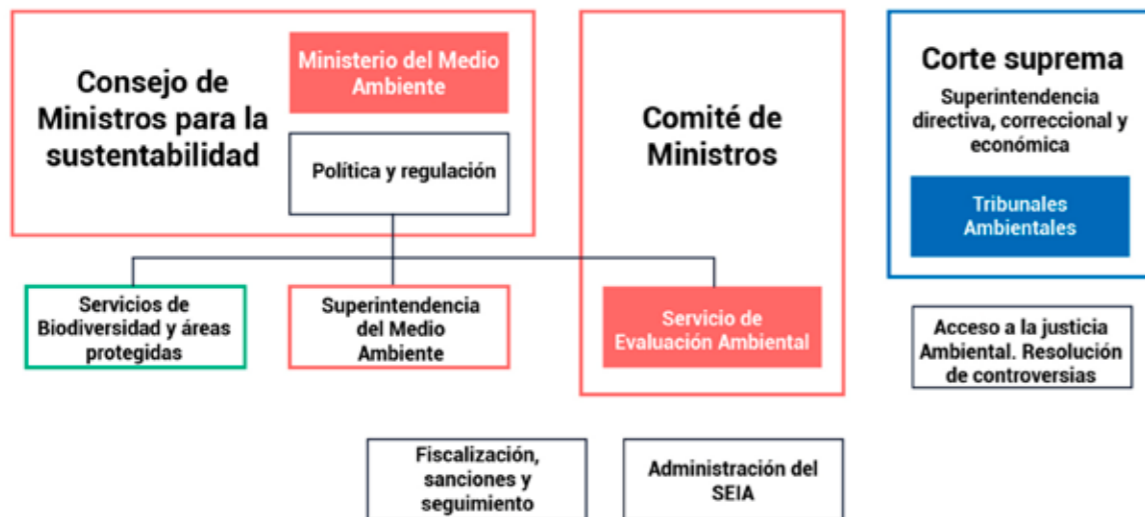 Consejo de
Ministros para la
sustentabilidad
Ministerio del Medio
Ambiente
Política y regulación
Comité de
Ministros
Corte suprema
Superintendencia
directiva, correccional y
económica
Tribunales
Ambientales
Servicios de
Biodiversidad y áreas
protegidas
Superintendencia
del Medio
Ambiente
Servicio de
Evaluación Ambiental
Acceso a la justicia
Ambiental. Resolución
de controversias
Fiscalización,
sanciones y
seguimiento
Administración del
SEIA